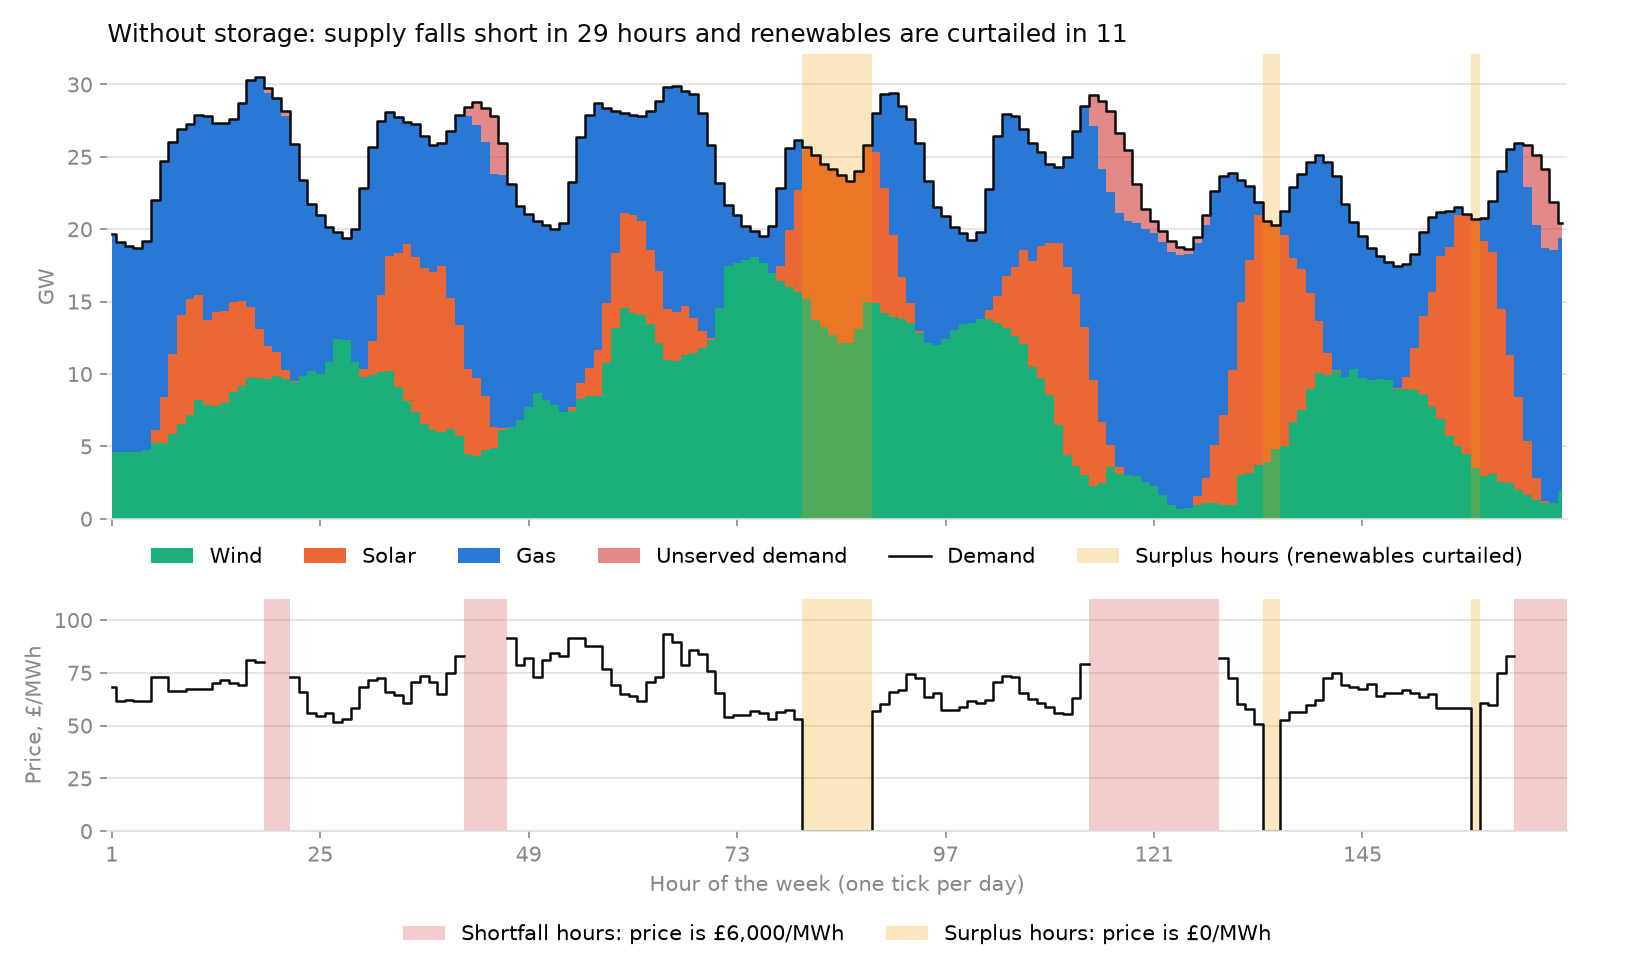 Without storage: supply falls short in 29 hours and renewables are curtailed in 11
30
25
20
15
10
5
0
GW
Wind Solar Gas Unserved demand Demand Surplus hours (renewables curtailed)
100
75
50
25
0
Price, £/MWh
1 25 49 73 97 121 145
Hour of the week (one tick per day)
Shortfall hours: price is £6,000/MWh Surplus hours: price is £0/MWh